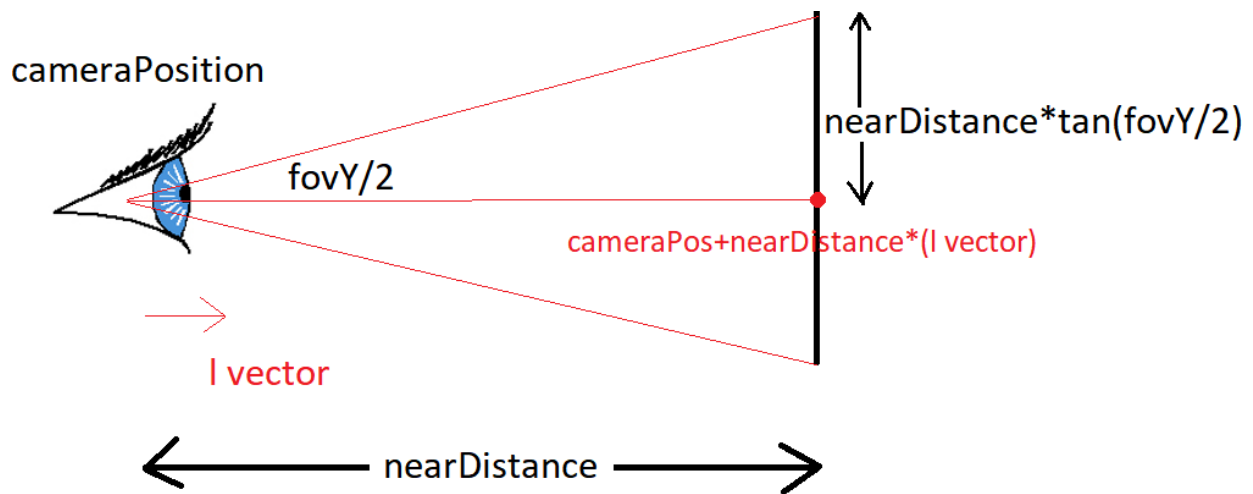 cameraPosition
nearDistance*tan(fovY/2)
fovY/2
cameraPos+nearDistance*(l vector)
l vector
nearDistance